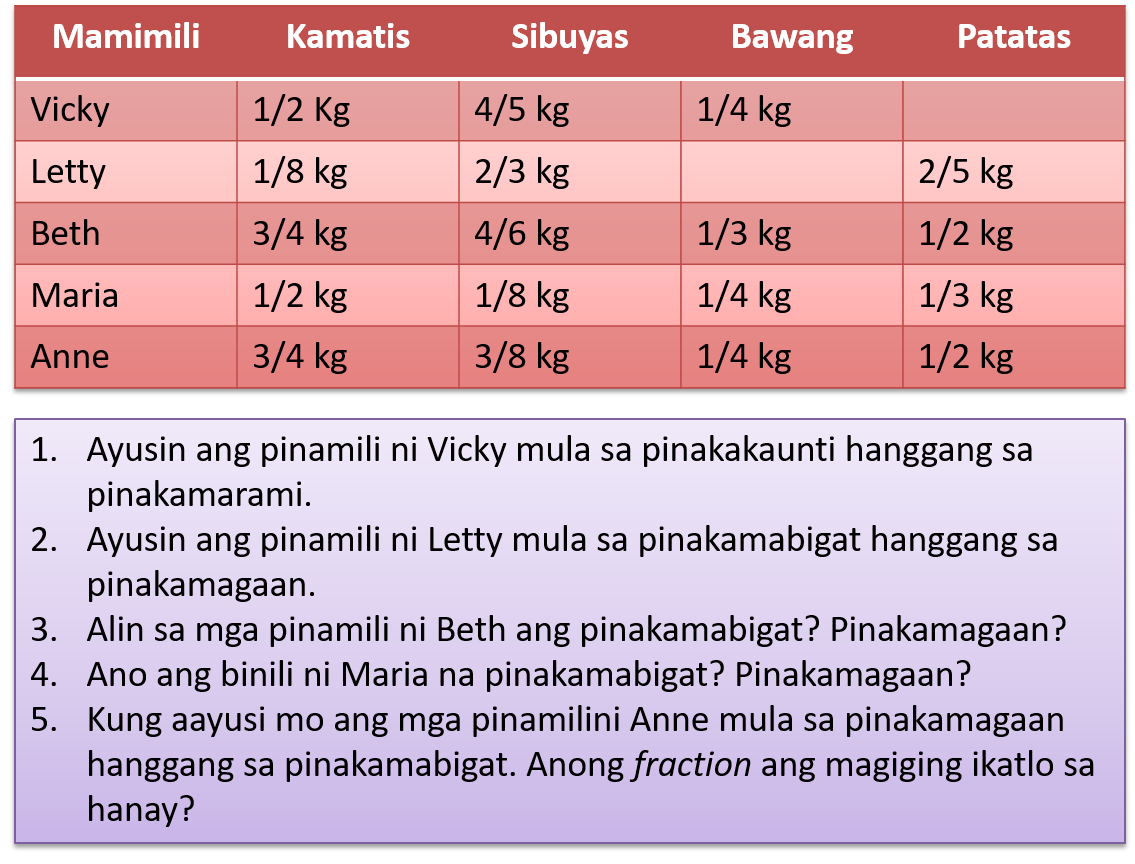 Mamimili Kamatis Sibuyas Bawang Patatas
Vicky 1/2 Kg 4/5 kg 1/4 kg
Letty 1/8 kg 2/3 kg 2/5 kg
Beth 3/4 kg 4/6 kg 1/3 kg 1/2 kg
Maria 1/2 kg 1/8 kg 1/4 kg 1/3 kg
Anne 3/4 kg 3/8 kg 1/4 kg 1/2 kg
1. Ayusin ang pinamili ni Vicky mula sa pinakakaunti hanggang sa
pinakamarami.
2. Ayusin ang pinamili ni Letty mula sa pinakamabigat hanggang sa
pinakamagaan.
3. Alin sa mga pinamili ni Beth ang pinakamabigat? Pinakamagaan?
4. Ano ang binili ni Maria na pinakamabigat? Pinakamagaan?
5. Kung aayusi mo ang mga pinamilini Anne mula sa pinakamagaan
hanggang sa pinakamabigat. Anong fraction ang magiging ikatlo sa
hanay?